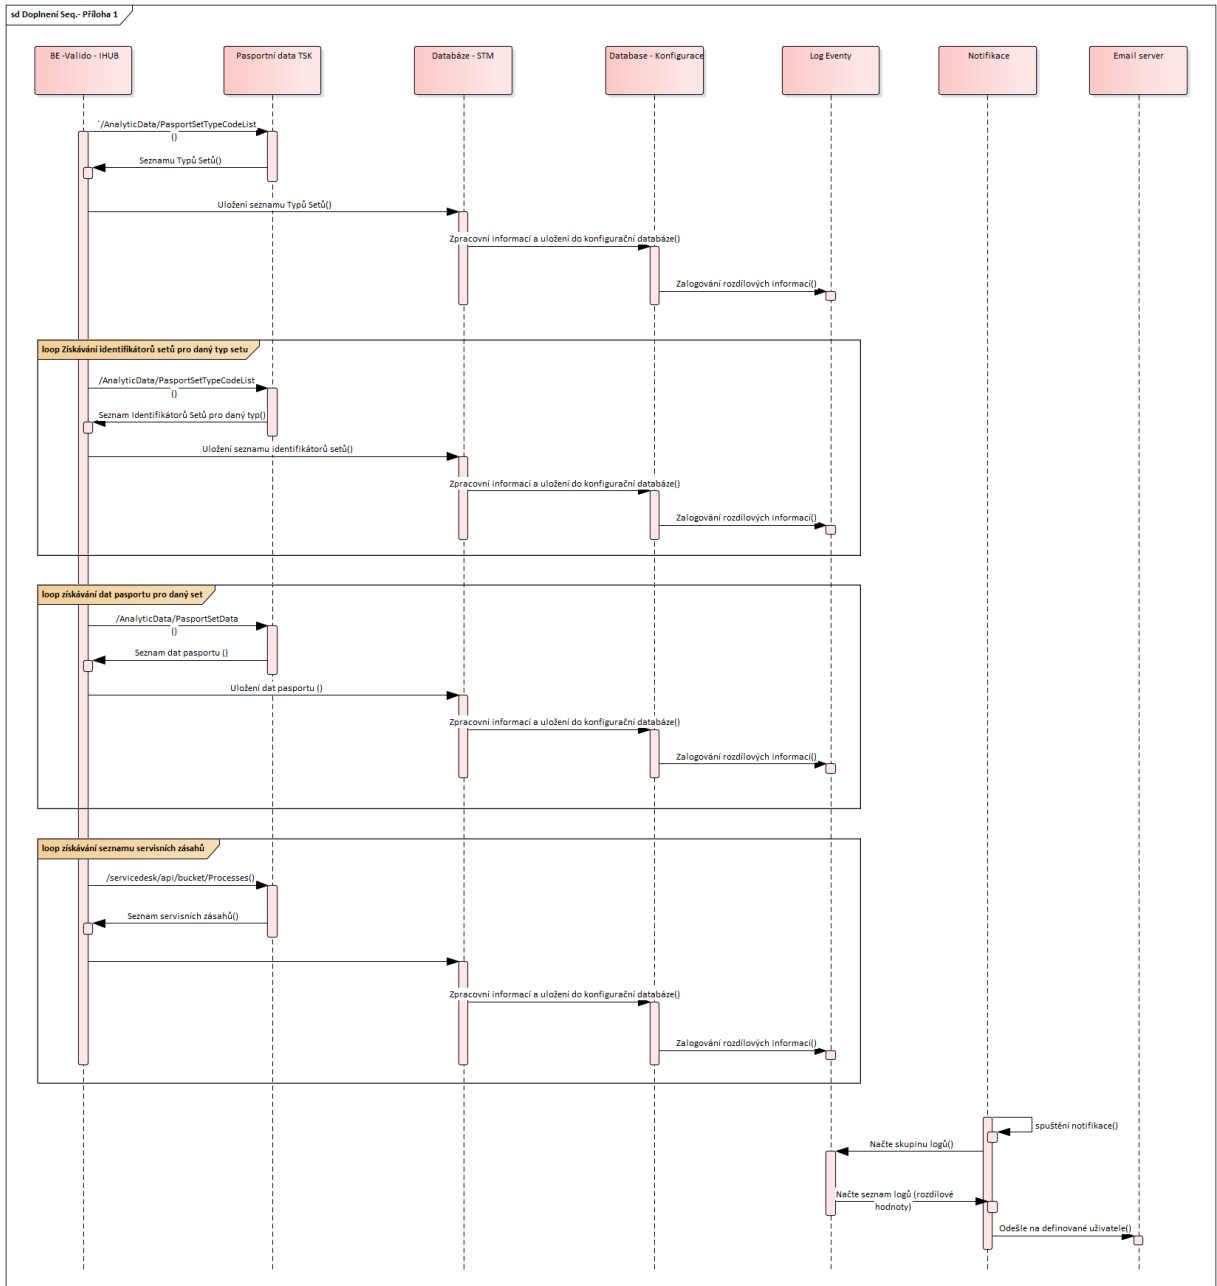 sd Doplnení Seq.- Příloha 1
BE -Valido - IHUB
Pasportní data TSK
Databáze - STM
Database - Konfigurace
Log Eventy
Notifikace
Email server
`/AnalyticData/PasportSetTypeCodeList
()
Seznamu Typů Setů()
Uložení seznamu Typů Setů()
Zpracovní informací a uložení do konfigurační databáze()
Zalogování rozdílových informací()
loop Získávání identifikátorů setů pro daný typ setu
/AnalyticData/PasportSetTypeCodeList
()
Seznam Identifikátorů Setů pro daný typ()
Uložení seznamu identifikátorů setů()
Zpracovní informací a uložení do konfigurační databáze()
Zalogování rozdílových informací()
loop získávání dat pasportu pro daný set
/AnalyticData/PasportSetData
()
Seznam dat pasportu ()
Uložení dat pasportu ()
Zpracovní informací a uložení do konfigurační databáze()
Zalogování rozdílových informací()
loop získávání seznamu servisních zásahů
/servicedesk/api/bucket/Processes()
Seznam servisních zásahů()
Zpracovní informací a uložení do konfigurační databáze()
Zalogování rozdílových informací()
spuštění notifikace()
Načte skupinu logů()
Načte seznam logů (rozdílové
hodnoty)
Odešle na definované uživatele()